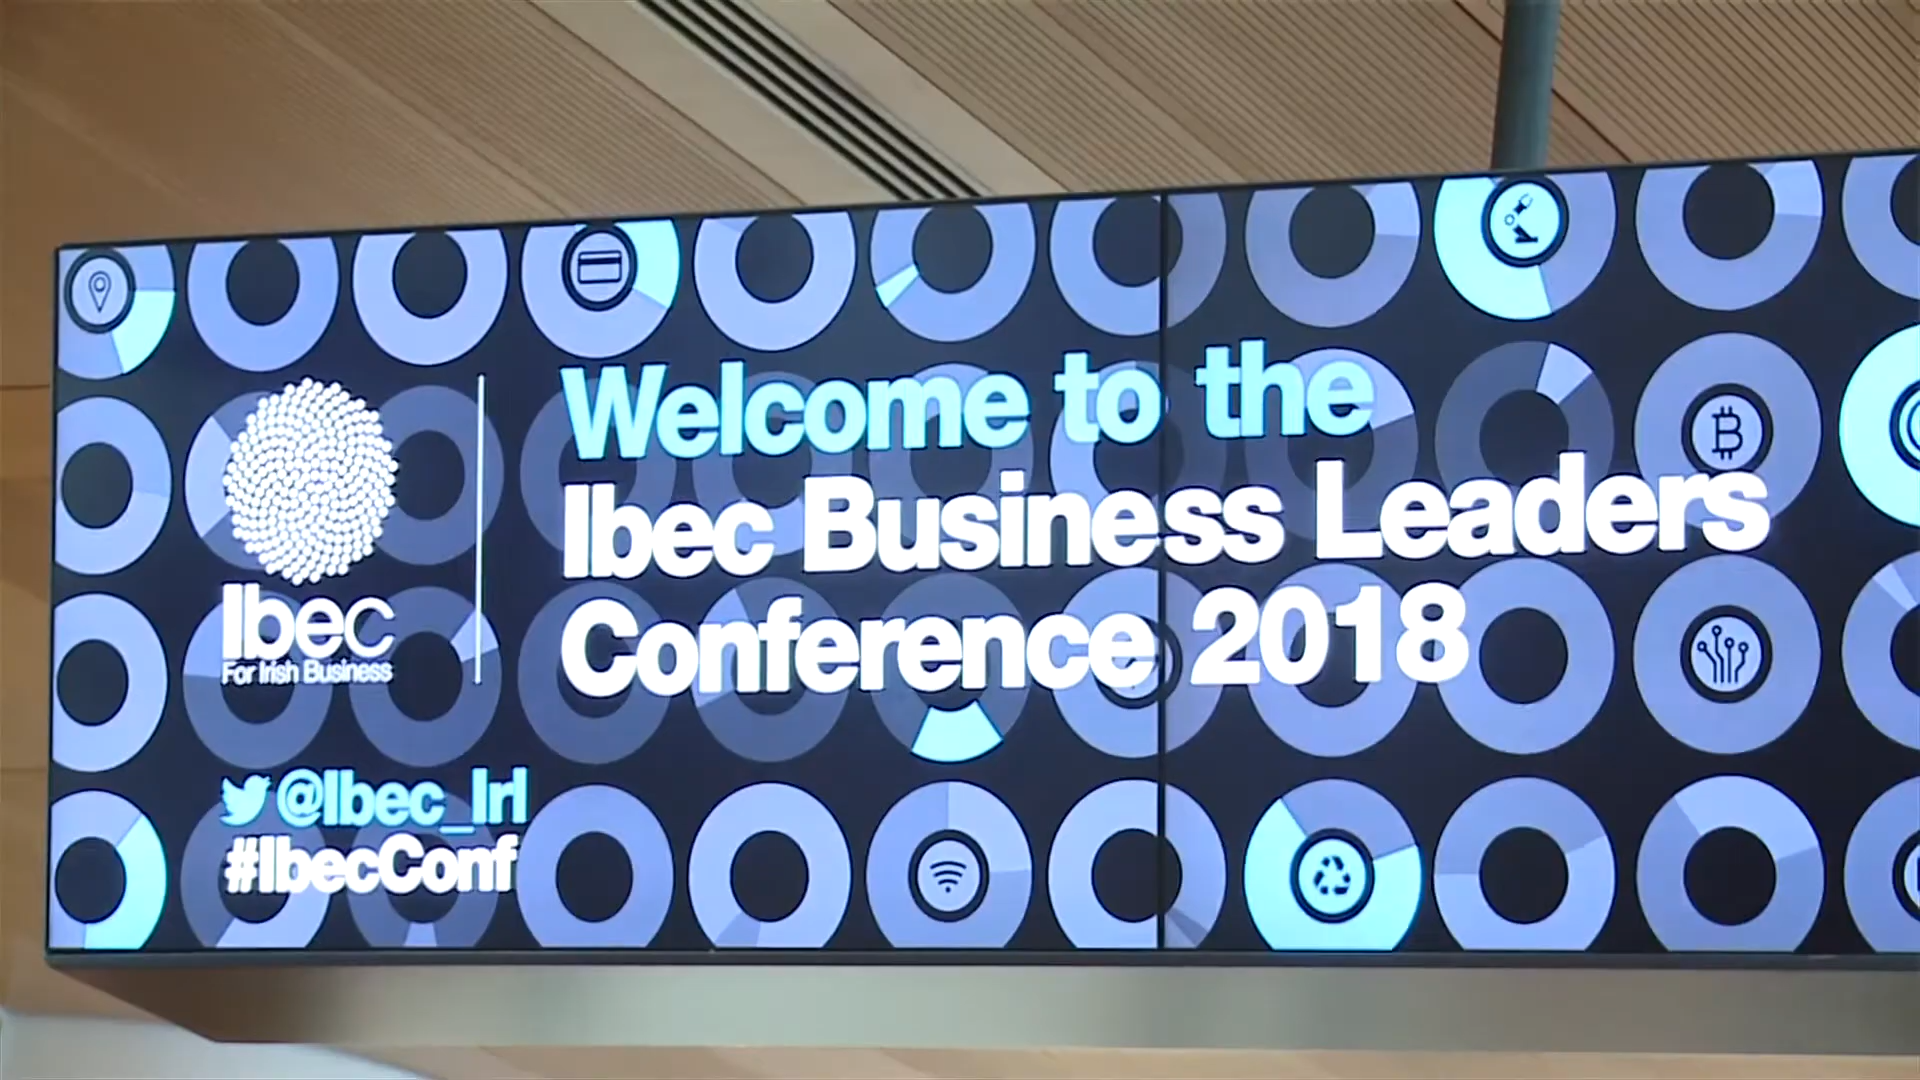 Welcome to the
Ibec Business Leaders
Conference 2018
Ibec
For Irish Business
@Ibec_Irl
#IbecConf